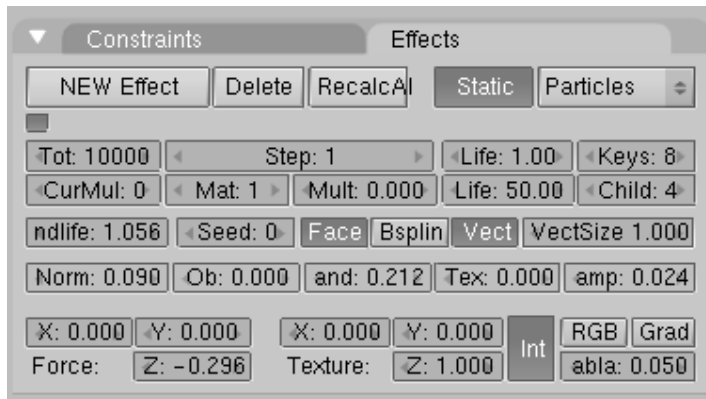 Constraints Effects
NEW Effect Delete RecalcAl Static Particles
Tot: 10000 Step: 1 Life: 1.00 Keys: 8
CurMul: 0 Mat: 1 Mult: 0.000 Life: 50.00 Child: 4
ndlife: 1.056 Seed: 0 Face Bsplin Vect VectSize 1.000
Norm: 0.090 Ob: 0.000 and: 0.212 Tex: 0.000 amp: 0.024
X: 0.000 Y: 0.000 X: 0.000 Y: 0.000 Int RGB Grad
Force: Z: -0.296 Texture: Z: 1.000 abla: 0.050